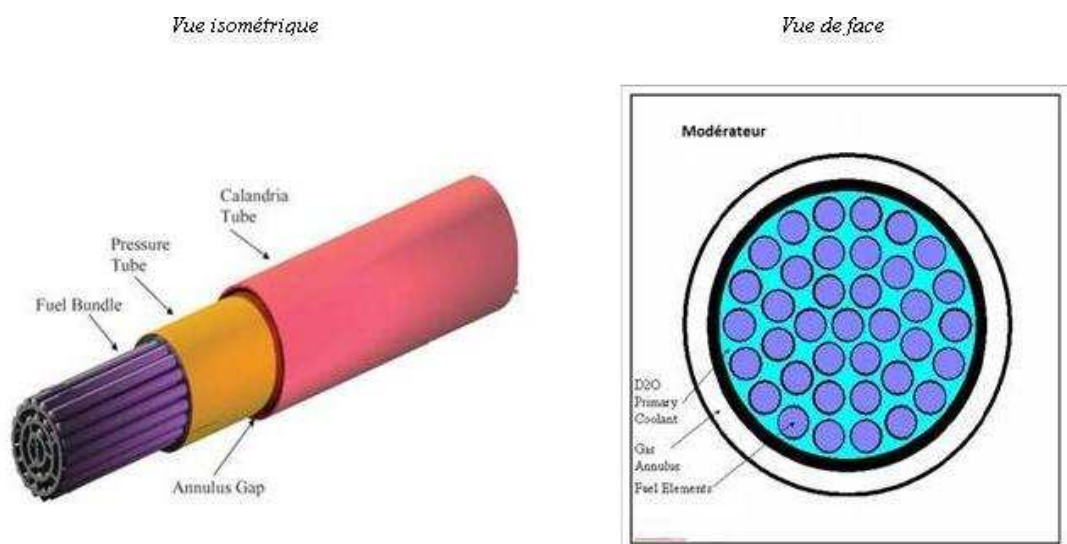 Vue isométrique
Vue de face
Calandria
Tube
Pressure
Tube
Fuel Bundle
Annulus Gap
Modérateur
D2O
Primary
Coolant
Gas
Annulus
Fuel Elements